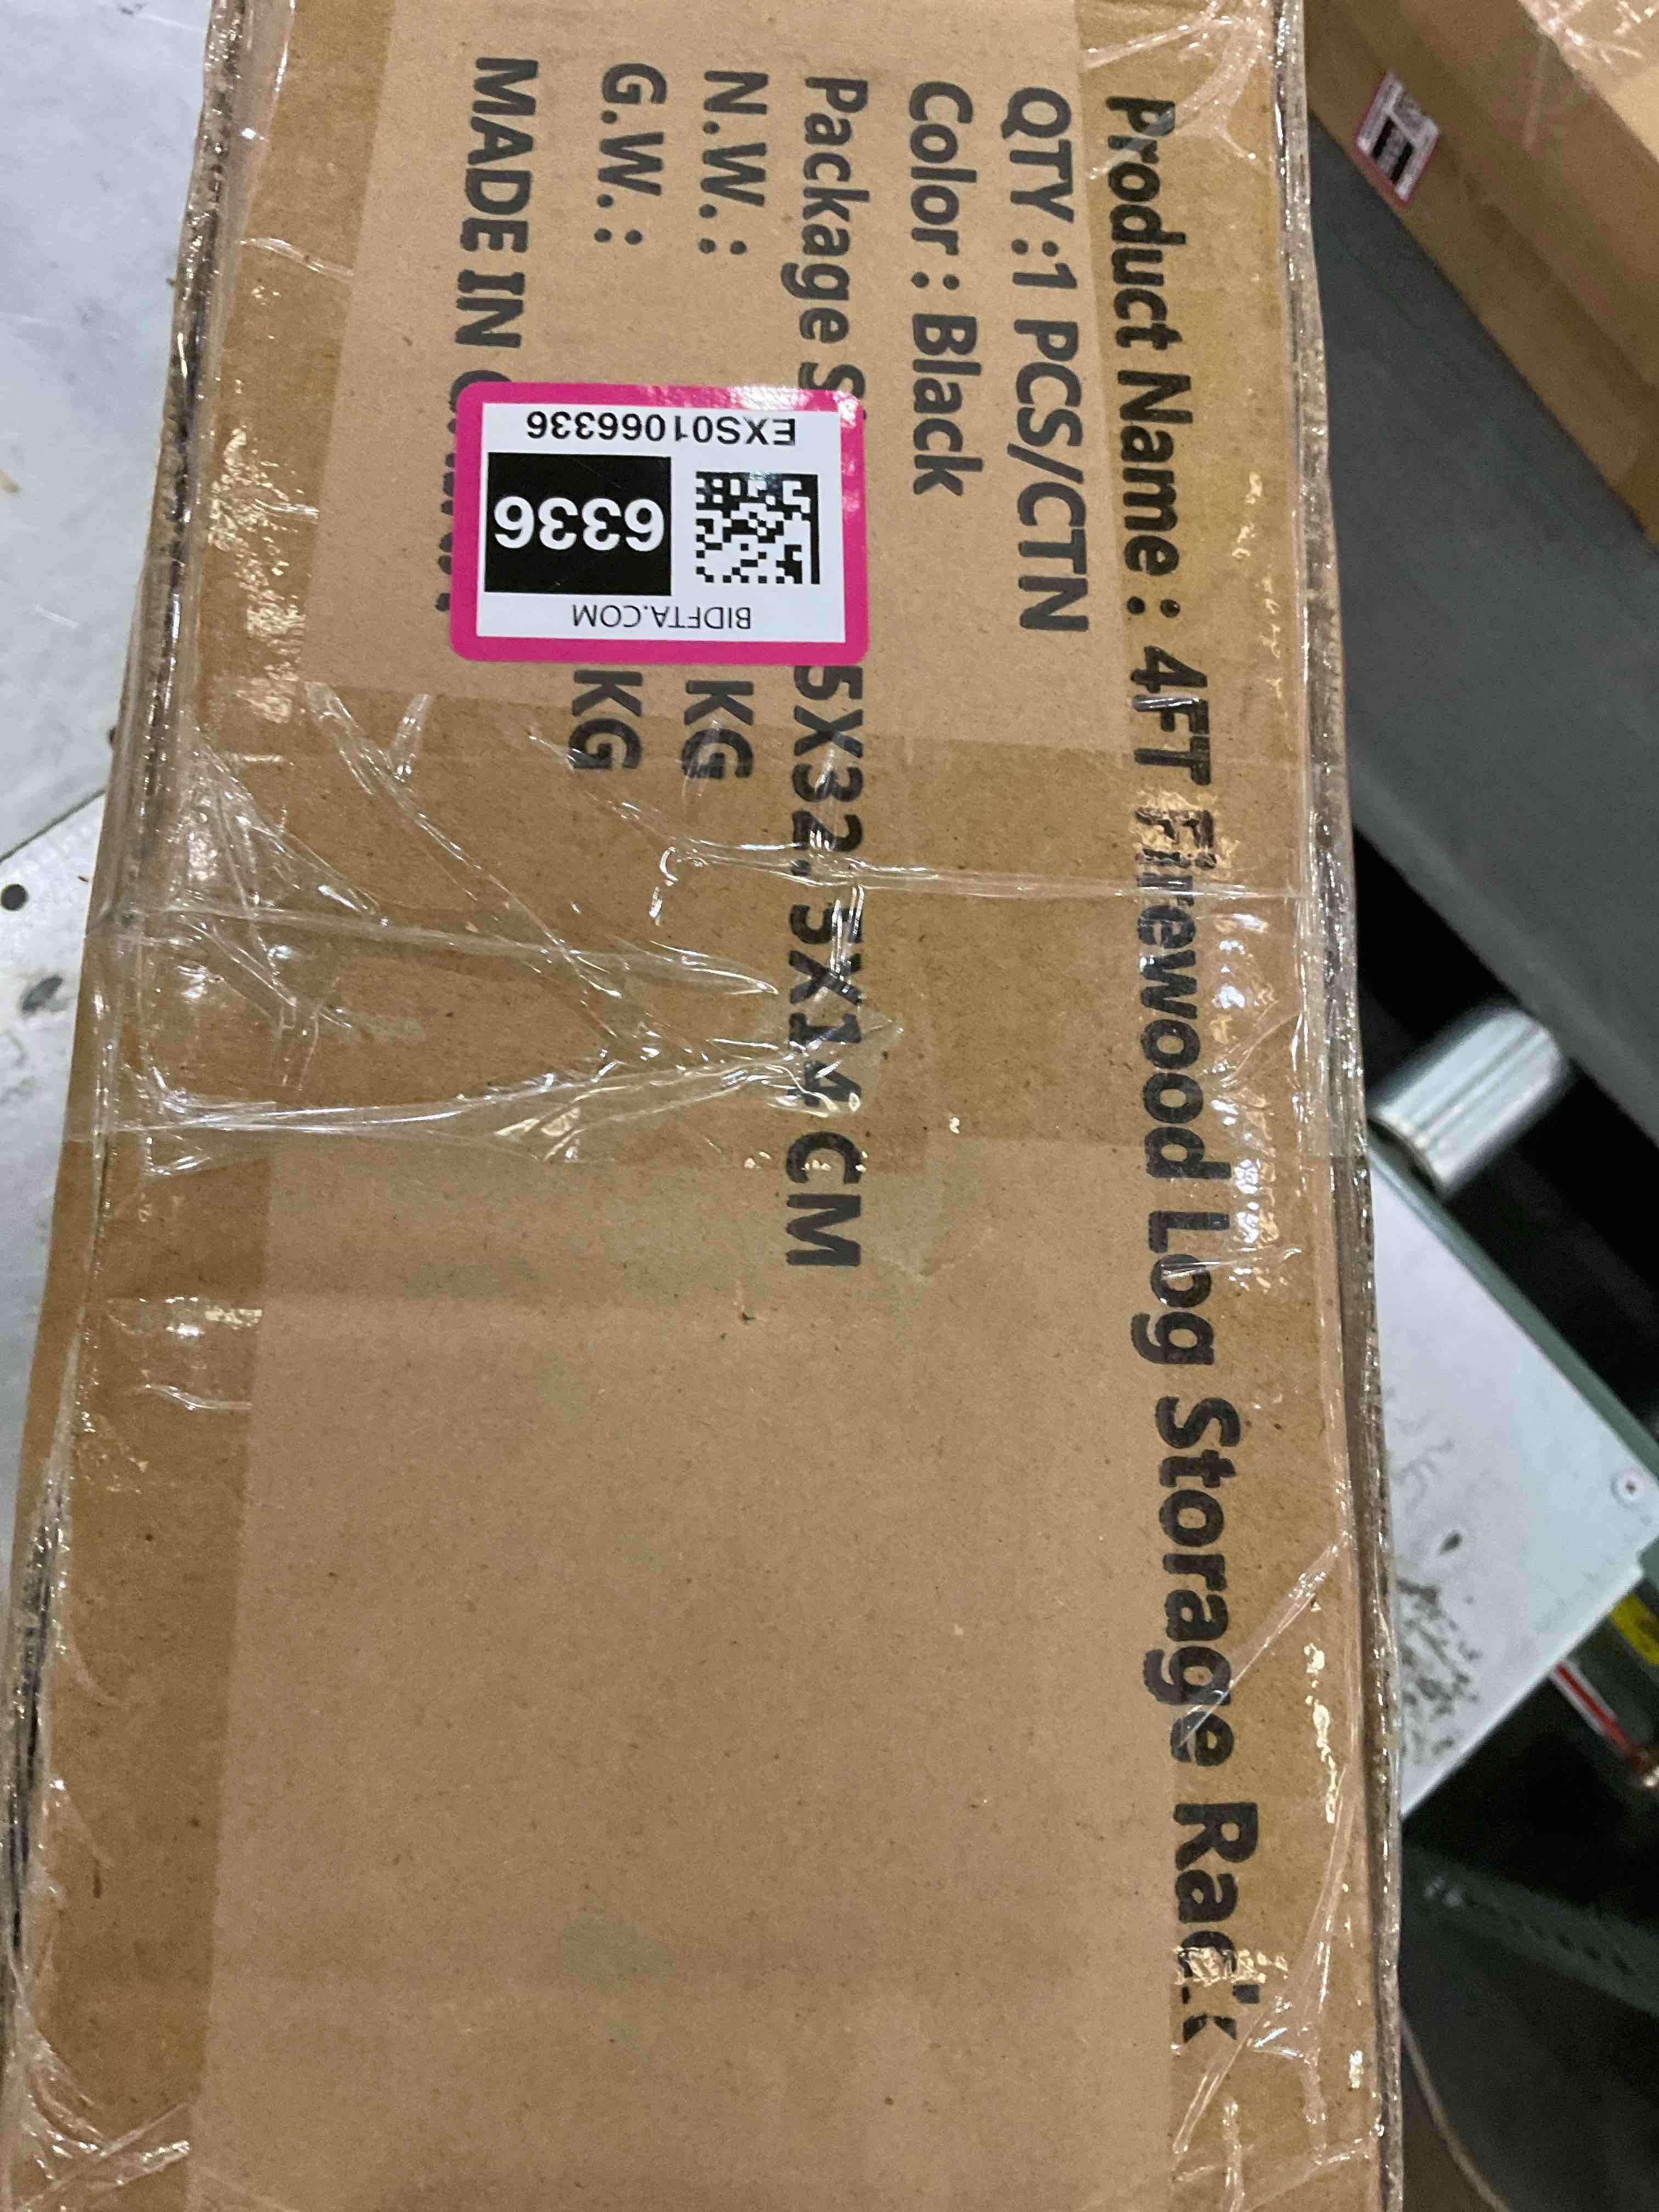 Product Name : 4FT Firewood Log Storage Rack
QTY :1 PCS/CTN
Color : Black
Package 5X32.5X14 CM
N.W. : KG
G.W. : KG
MADE IN
BIDFTA.COM
6336
EXS01066336